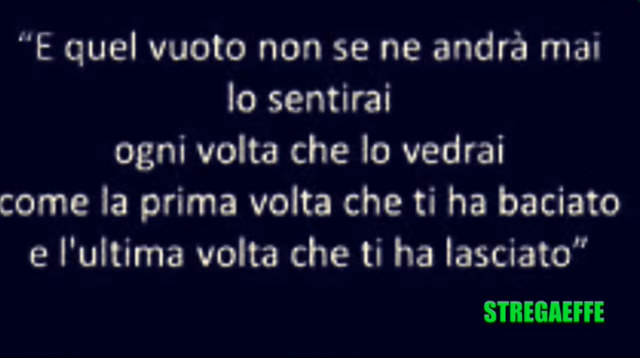 “E quel vuoto non se ne andrà mai
lo sentirai
ogni volta che lo vedrai
come la prima volta che ti ha baciato
e l'ultima volta che ti ha lasciato”
STREGAEFFE